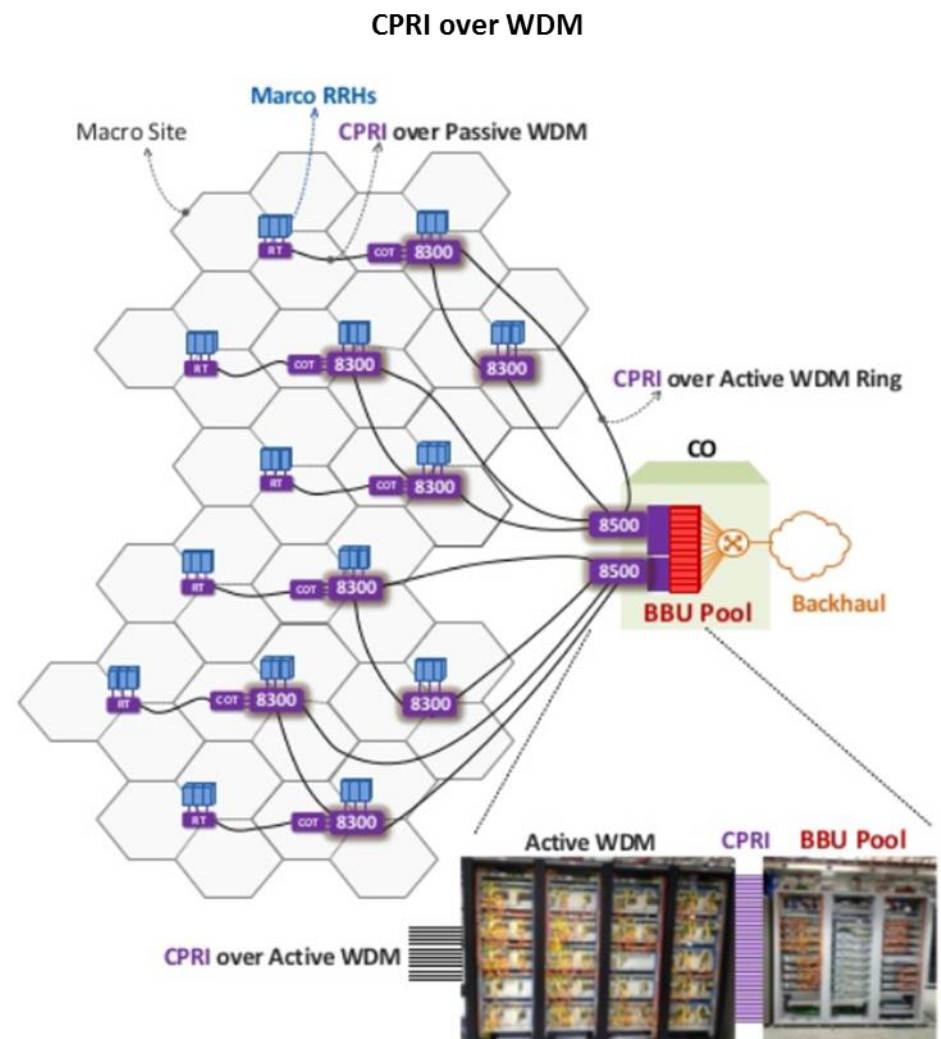 CPRI over WDM
Marco RRHs
Macro Site
CPRI over Passive WDM
RT
COT
8300
RT
COT
8300
8300
CPRI over Active WDM Ring
CO
RT
COT
8300
8500
8500
BBU Pool
Backhaul
RT
COT
8300
RT
COT
8300
8300
RT
COT
8300
Active WDM
CPRI
BBU Pool
CPRI over Active WDM